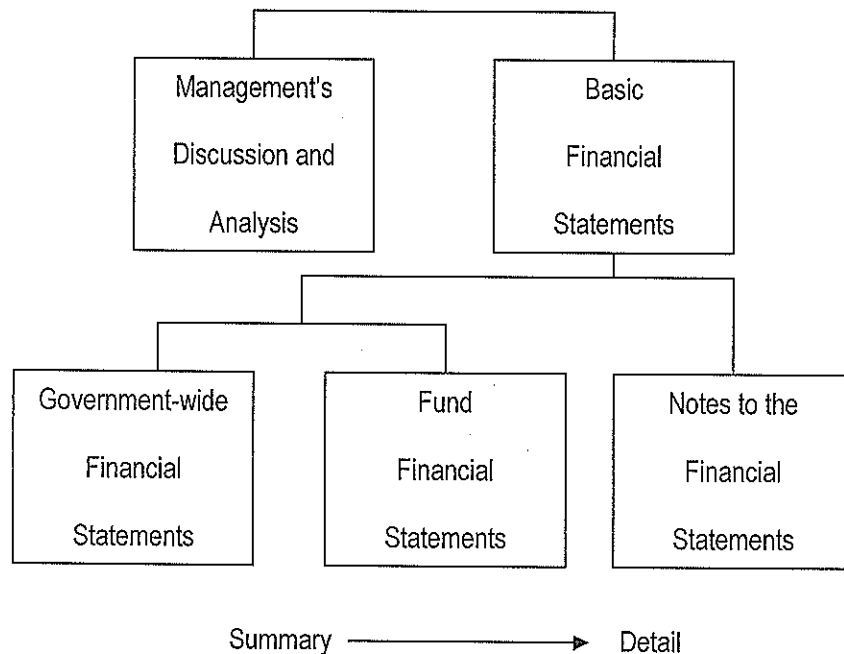 Management's
Discussion and
Analysis
Basic
Financial
Statements
Government-wide
Financial
Statements
Fund
Financial
Statements
Notes to the
Financial
Statements
Summary
Detail